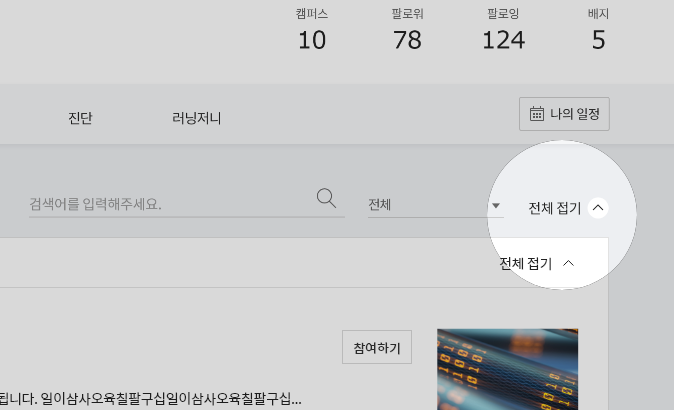 캠퍼스 팔로워 팔로잉 배지
10 78 124 5
진단 러닝저니 나의 일정
검색어를 입력해주세요. 전체 전체 접기
전체 접기
참여하기
됩니다. 일이삼사오육칠팔구십일이삼사오육칠팔구십...